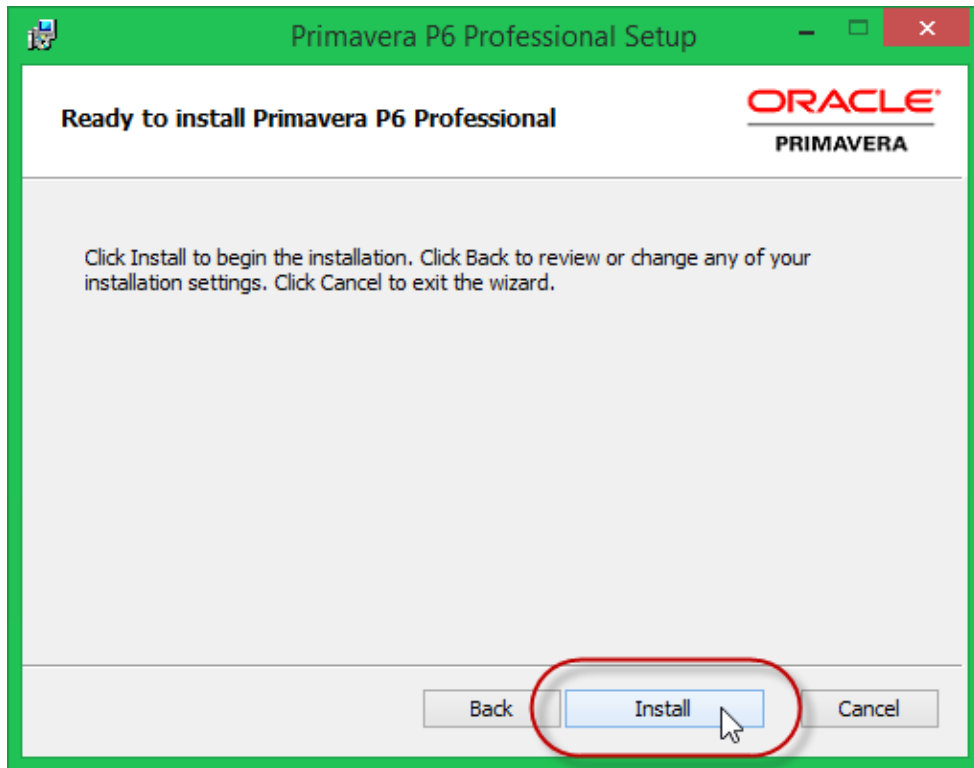 Primavera P6 Professional Setup
Ready to install Primavera P6 Professional
ORACLE
PRIMAVERA
Click Install to begin the installation. Click Back to review or change any of your
installation settings. Click Cancel to exit the wizard.
Back
Install
Cancel